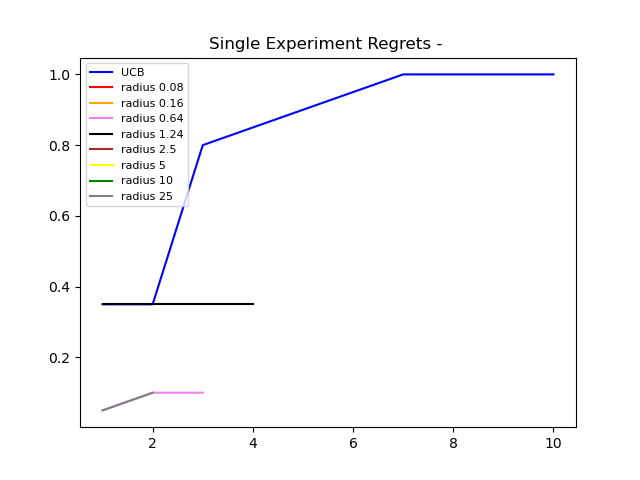 Single Experiment Regrets -
1.0
0.8
0.6
0.4
0.2
UCB
radius 0.08
radius 0.16
radius 0.64
radius 1.24
radius 2.5
radius 5
radius 10
radius 25
2 4 6 8 10